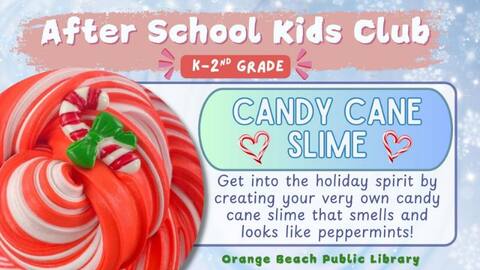 After School Kids Club
K-2ND GRADE
CANDY CANE
SLIME
Get into the holiday spirit by
creating your very own candy
cane slime that smells and
looks like peppermints!
Orange Beach Public Library